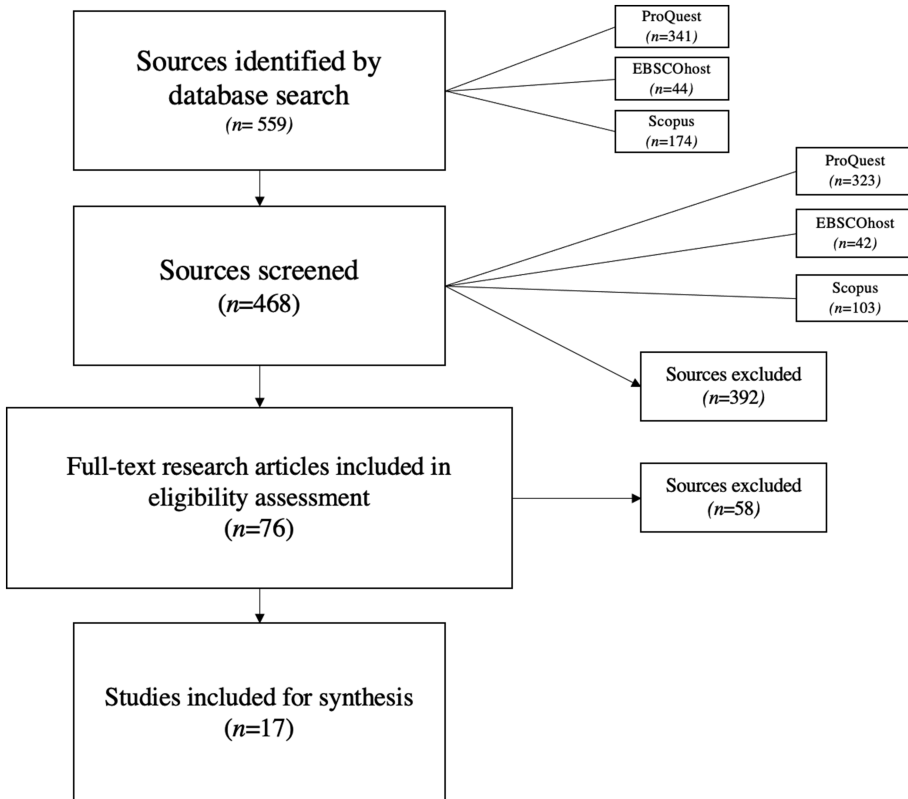 Sources identified by
database search
(n= 559)
ProQuest
(n=341)
EBSCOhost
(n=44)
Scopus
(n=174)
Sources screened
(n=468)
ProQuest
(n=323)
EBSCOhost
(n=42)
Scopus
(n=103)
Sources excluded
(n=392)
Full-text research articles included in
eligibility assessment
(n=76)
Sources excluded
(n=58)
Studies included for synthesis
(n=17)